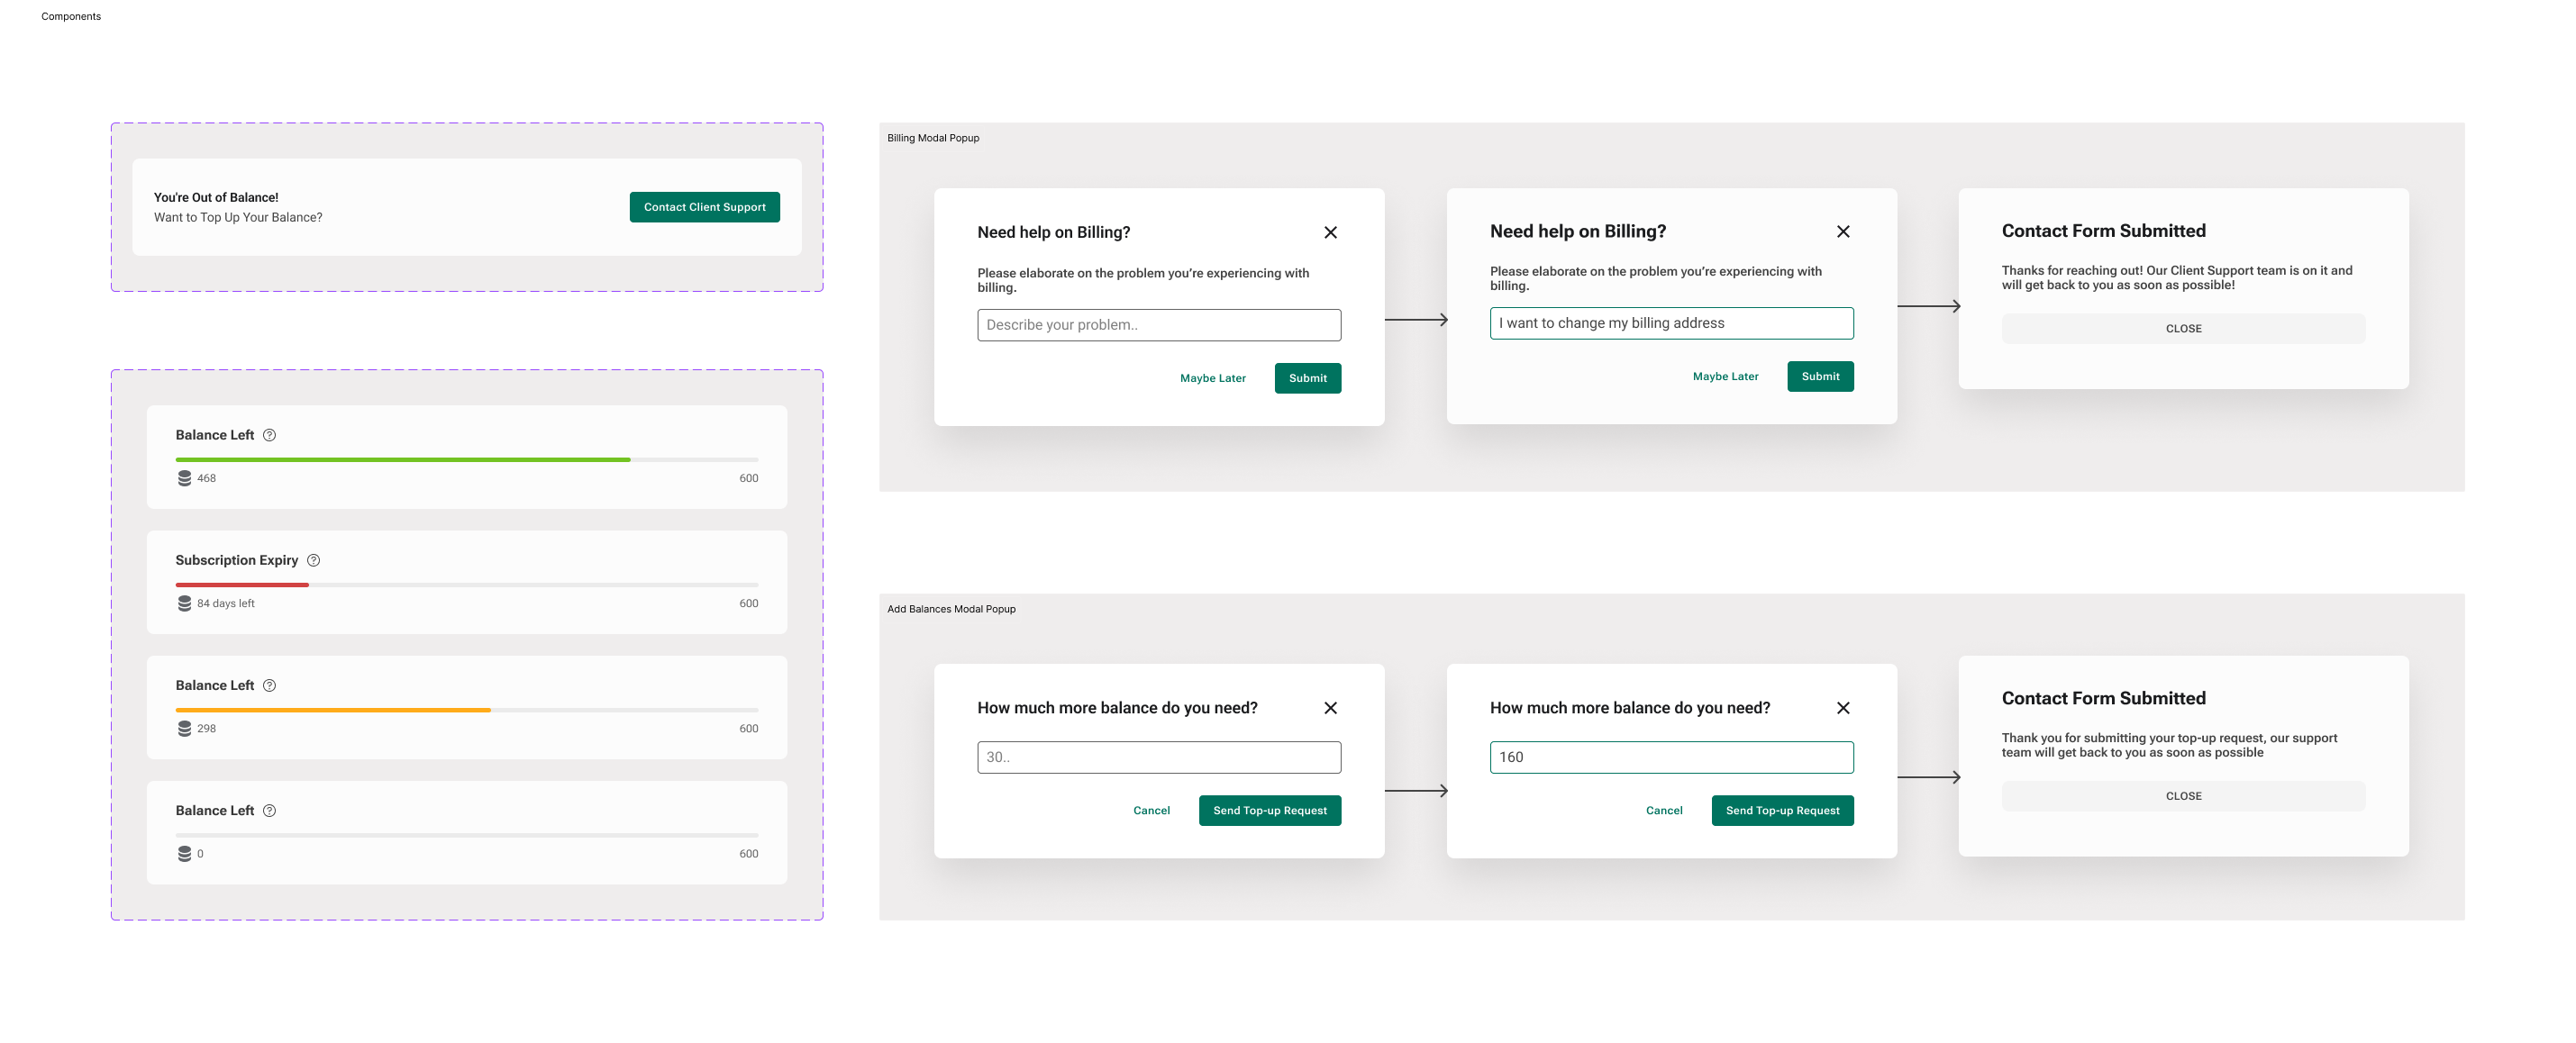 Components
You're Out of Balance!
Want to Top Up Your Balance?
Contact Client Support
Balance Left
468
600
Subscription Expiry
84 days left
600
Balance Left
298
600
Balance Left
0
600
Billing Modal Popup
Need help on Billing?
Please elaborate on the problem you're experiencing with
billing.
Describe your problem..
Maybe Later
Submit
Need help on Billing?
Please elaborate on the problem you're experiencing with
billing.
I want to change my billing address
Maybe Later
Submit
Contact Form Submitted
Thanks for reaching out! Our Client Support team is on it and
will get back to you as soon as possible!
CLOSE
Add Balances Modal Popup
How much more balance do you need?
30..
Cancel
Send Top-up Request
How much more balance do you need?
160
Cancel
Send Top-up Request
Contact Form Submitted
Thank you for submitting your top-up request, our support
team will get back to you as soon as possible
CLOSE